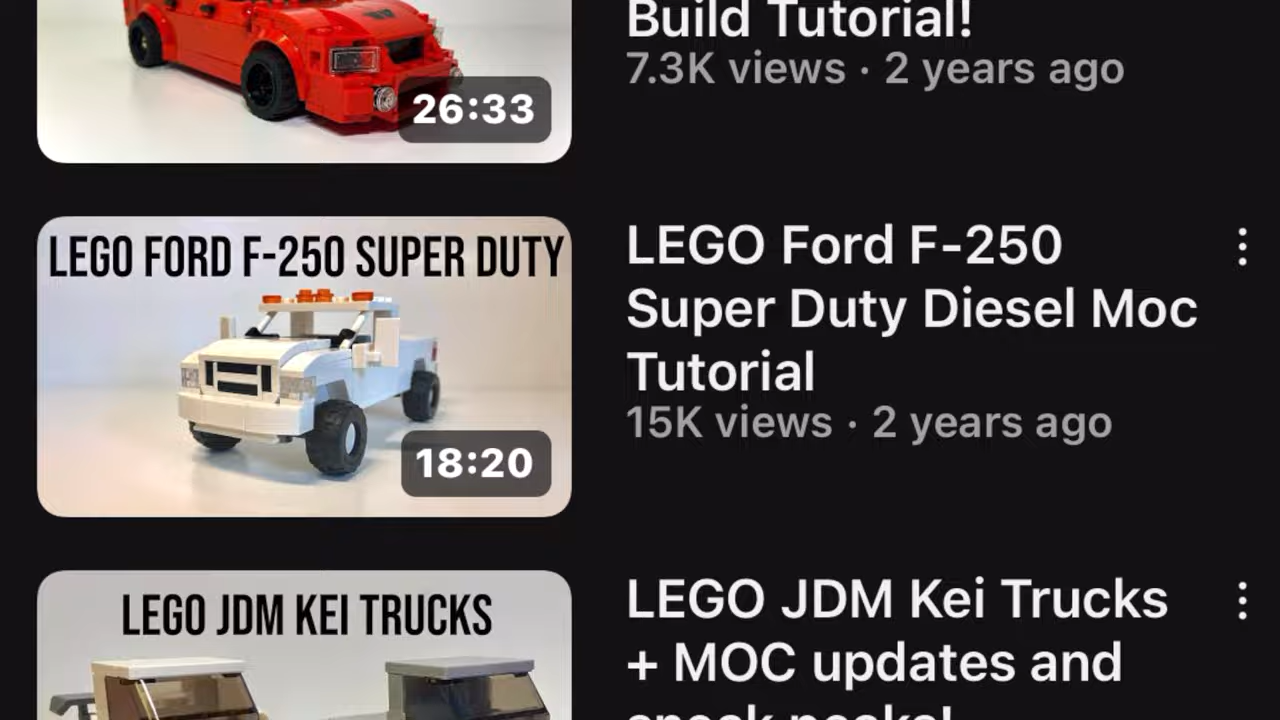 Build Tutorial!
7.3K views · 2 years ago
26:33
LEGO FORD F-250 SUPER DUTY
18:20
LEGO Ford F-250
Super Duty Diesel Moc
Tutorial
15K views · 2 years ago
LEGO JDM KEI TRUCKS
LEGO JDM Kei Trucks
+ MOC updates and
sneak peeks!